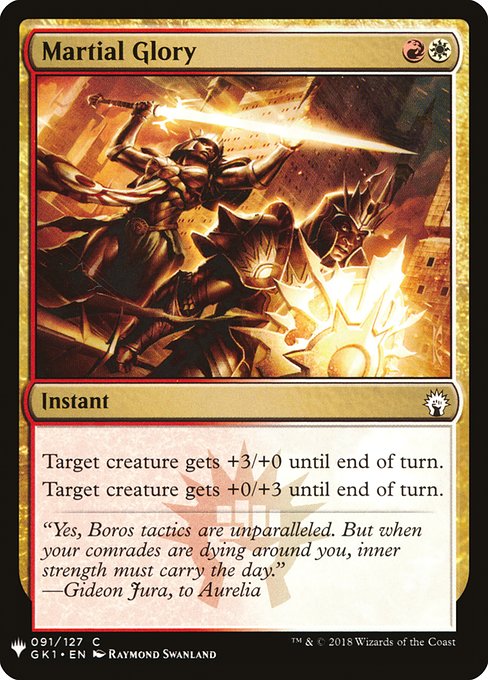 Martial Glory
Instant
Target creature gets +3/+0 until end of turn.
Target creature gets +0/+3 until end of turn.
“Yes, Boros tactics are unparalleled. But when
your comrades are dying around you, inner
strength must carry the day.”
—Gideon Jura, to Aurelia
091/127 C
GK1 • EN Raymond Swanland
™ & © 2018 Wizards of the Coast